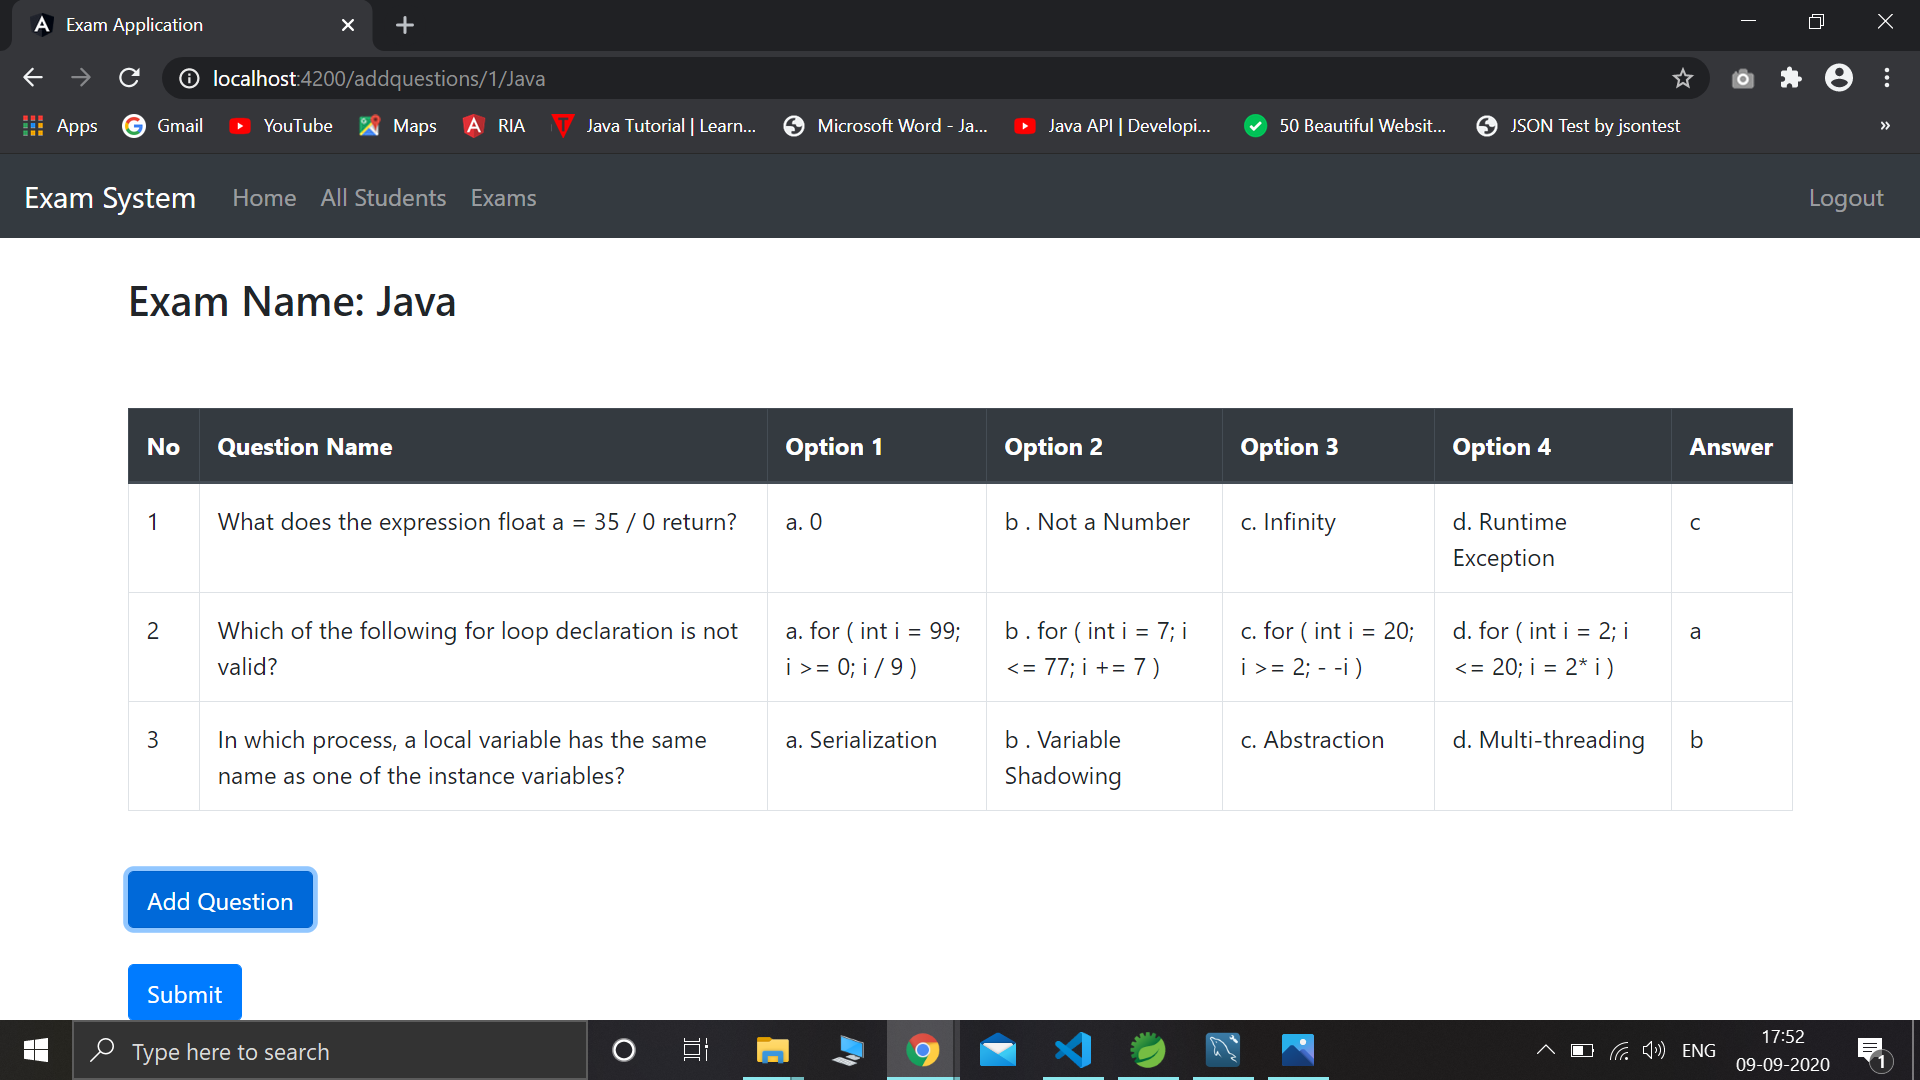 Exam Application
localhost:4200/addquestions/1/Java
Apps Gmail YouTube Maps RIA Java Tutorial | Learn... Microsoft Word - Ja... Java API | Developi... 50 Beautiful Websit... JSON Test by jsontest »
Exam System Home All Students Exams Logout
Exam Name: Java
No Question Name Option 1 Option 2 Option 3 Option 4 Answer
1 What does the expression float a = 35 / 0 return? a. 0 b . Not a Number c. Infinity d. Runtime c
Exception
2 Which of the following for loop declaration is not a. for ( int i = 99; b . for ( int i = 7; i c. for ( int i = 20; d. for ( int i = 2; i a
valid? i >= 0; i / 9 ) <= 77; i += 7 ) i >= 2; - -i ) <= 20; i = 2* i )
3 In which process, a local variable has the same a. Serialization b . Variable c. Abstraction d. Multi-threading b
name as one of the instance variables? Shadowing
Add Question
Submit
Type here to search ENG 17:52
09-09-2020 1